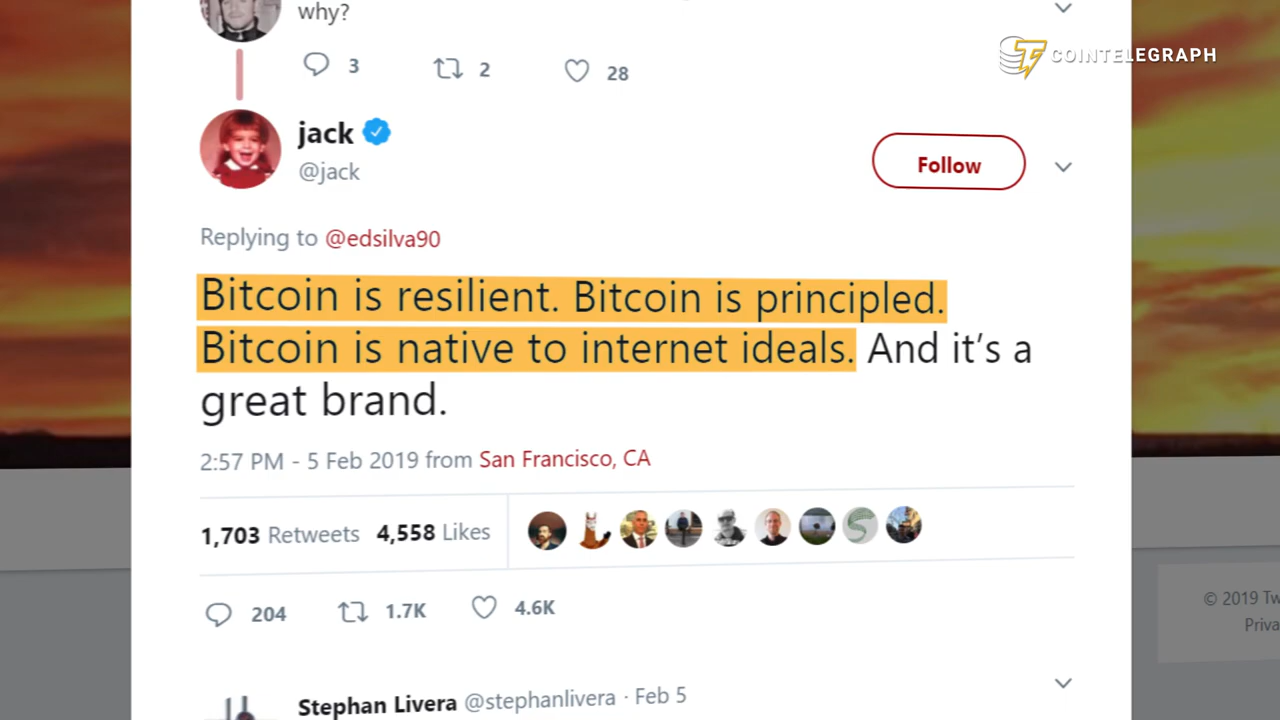 why?
3 2 28
COINTELEGRAPH
jack
@jack
Follow
Replying to @edsilva90
Bitcoin is resilient. Bitcoin is principled.
Bitcoin is native to internet ideals. And it’s a
great brand.
2:57 PM - 5 Feb 2019 from San Francisco, CA
1,703 Retweets 4,558 Likes
204 1.7K 4.6K
© 2019 Tw
Priva
Stephan Livera @stephanlivera · Feb 5